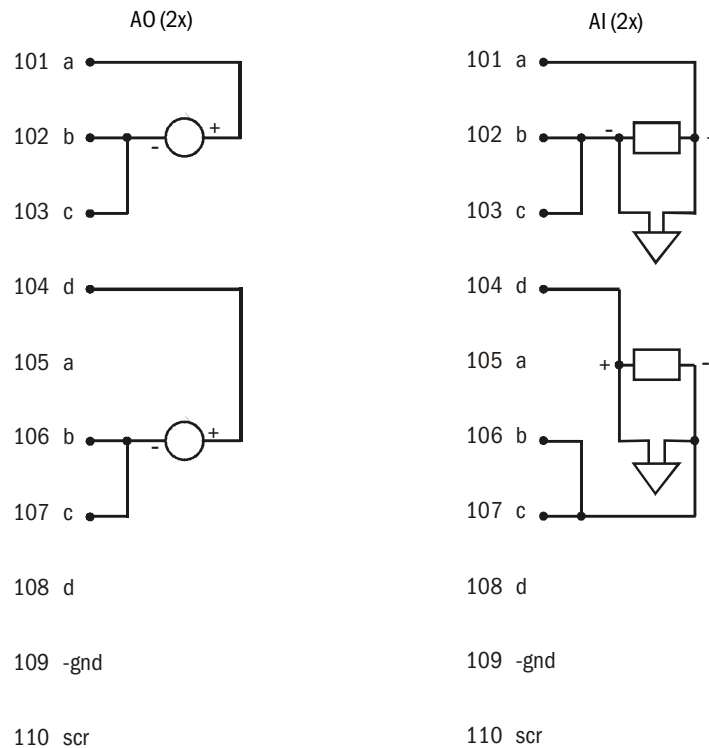 AO (2x)
101 a
102 b
- +
103 c
104 d
105 a
106 b
- +
107 c
108 d
109 -gnd
110 scr
AI (2x)
101 a
102 b
-
103 c
104 d
105 a
+ -
106 b
107 c
108 d
109 -gnd
110 scr